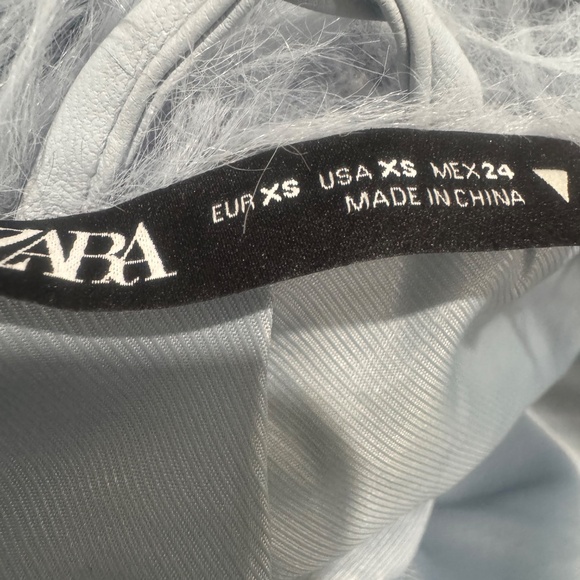 ZARA
EUR XS USA XS MEX 24
MADE IN CHINA